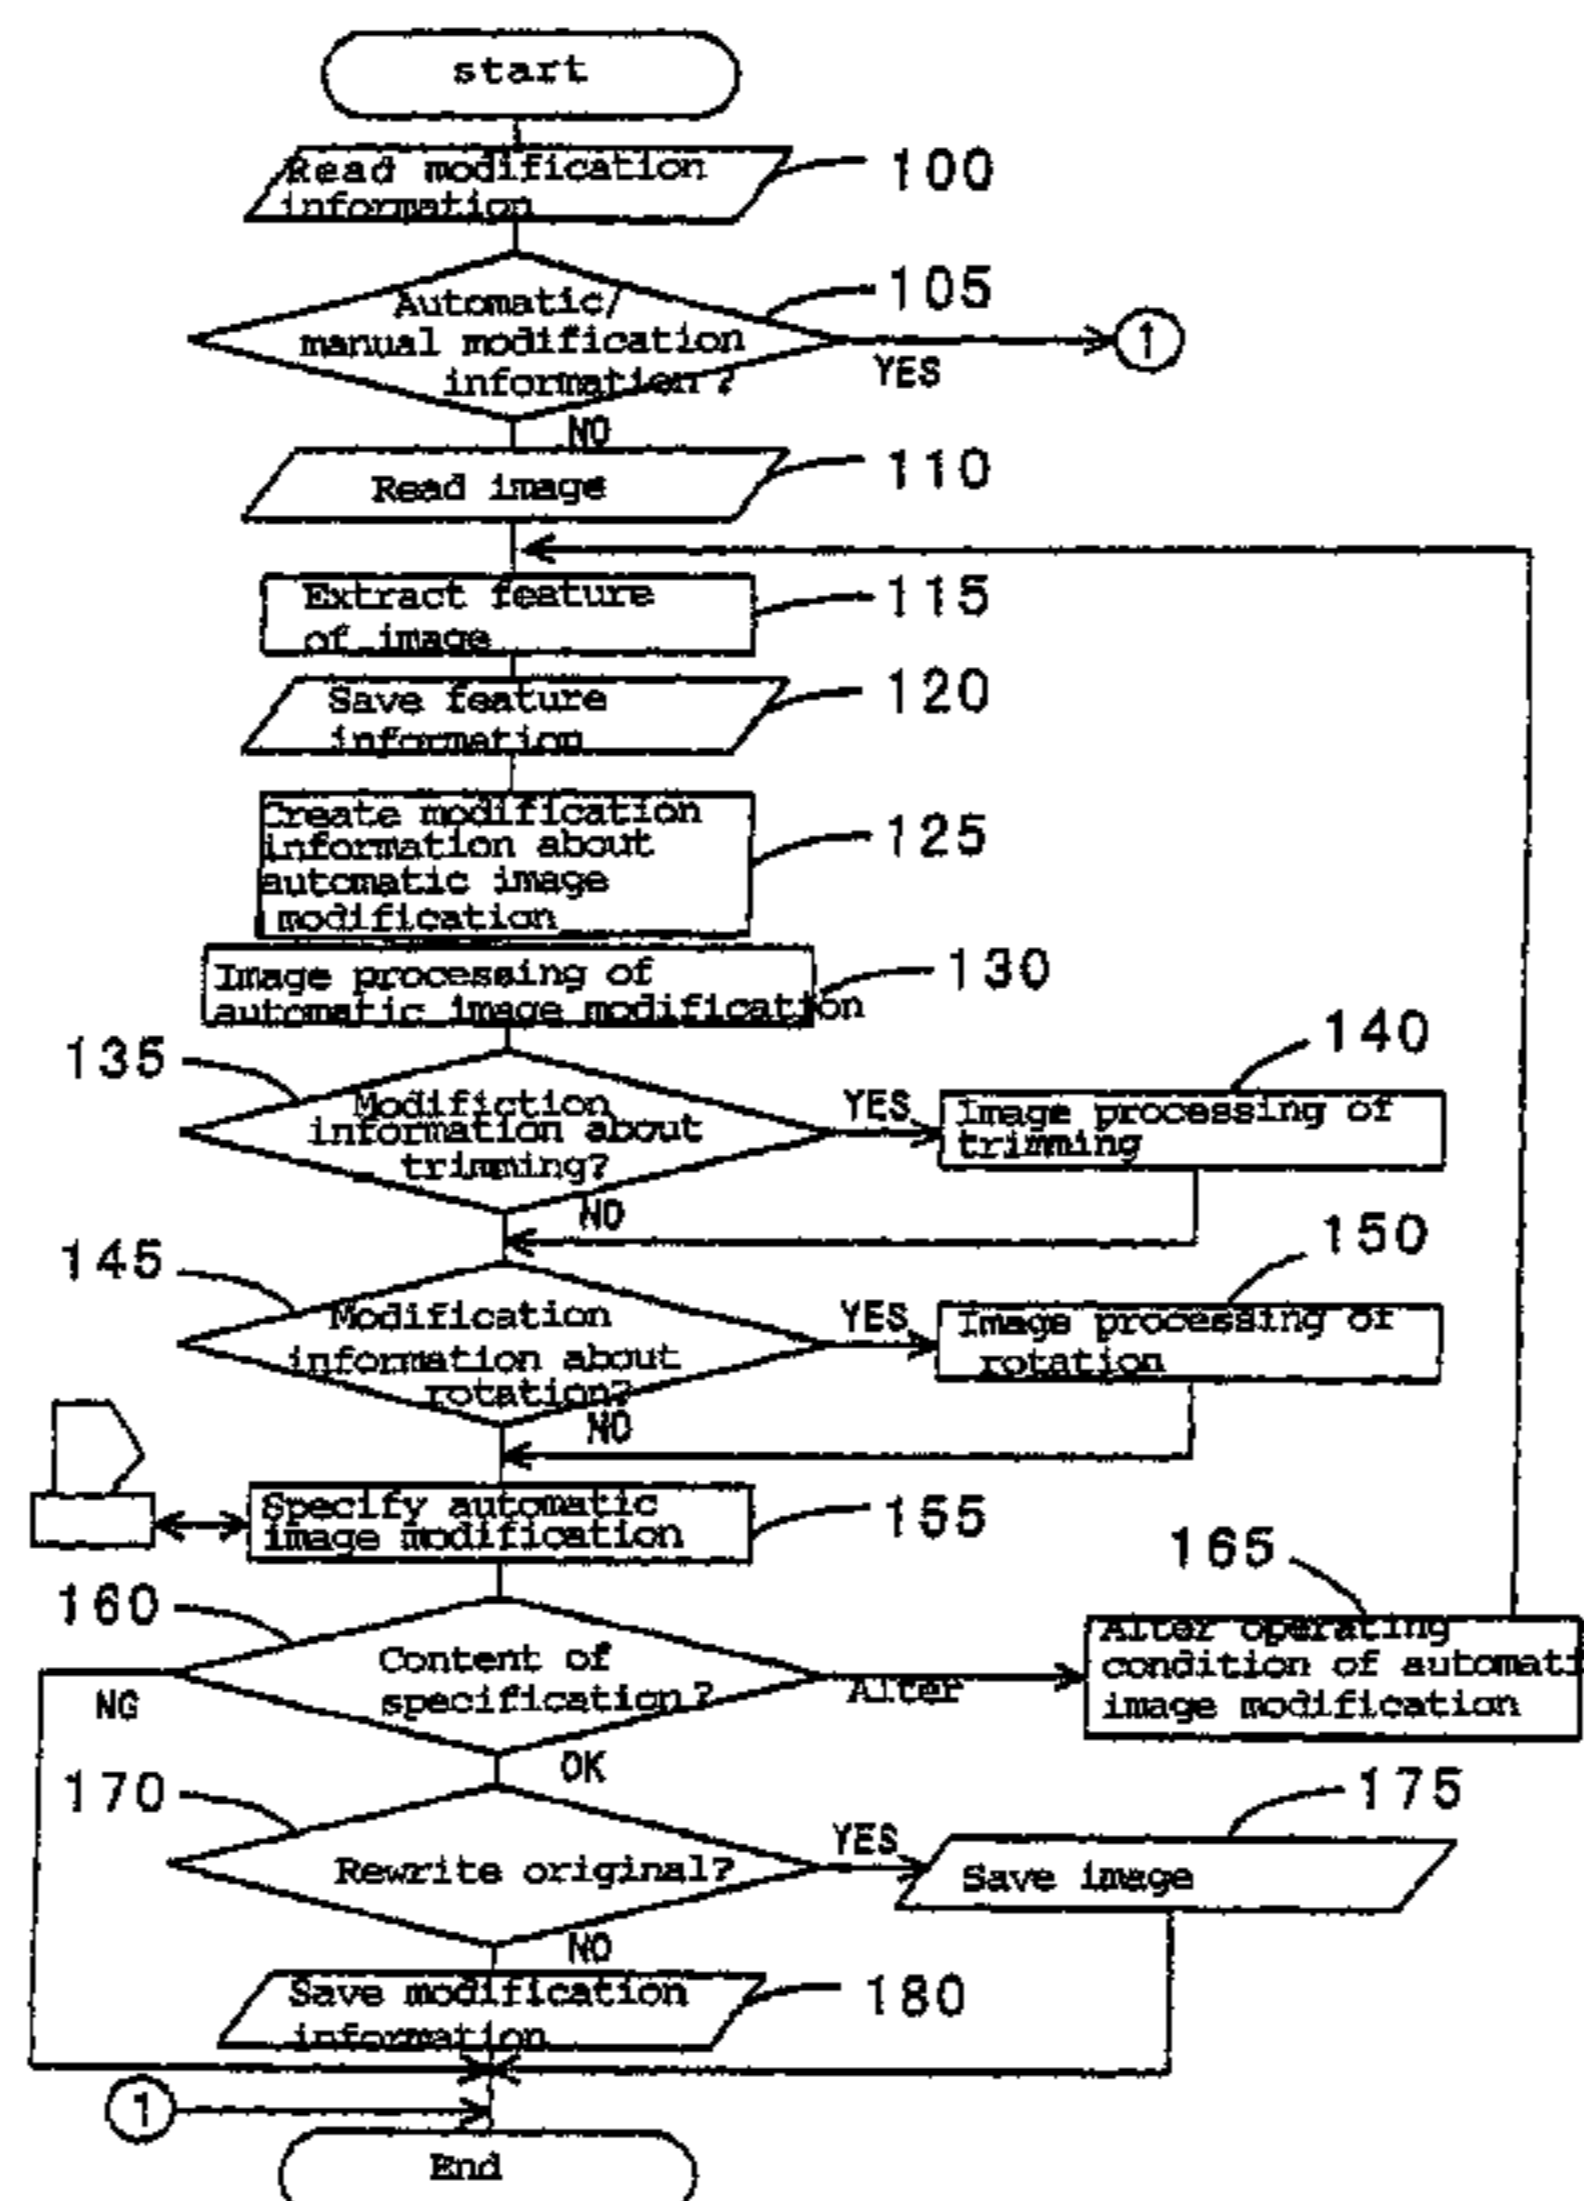 start
Read modification
information
100
Automatic/
manual modification
information?
105
YES
1
NO
Read image
110
Extract feature
of image
115
Save feature
information
120
Create modification
information about
automatic image
modification
125
Image processing of
automatic image modification
130
135
Modifiction
information about
trimming?
YES
Image processing of
trimming
140
NO
145
Modification
information about
rotation?
YES
Image processing of
rotation
150
NO
Specify automatic
image modification
155
160
Content of
specification?
NG
Alter
165
Alter operating
condition of automati
image modification
OK
170
Rewrite original?
YES
Save image
175
NO
Save modification
information
180
1
End